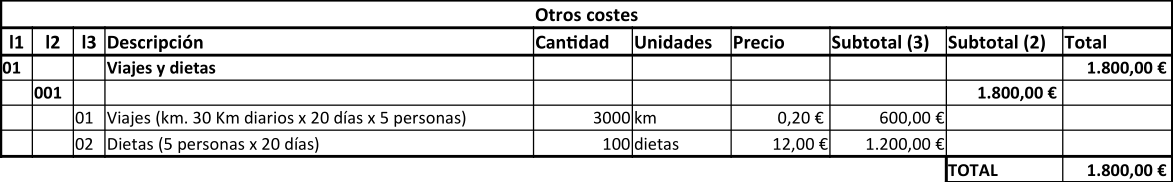 Otros costes
l1 l2 l3 Descripción Cantidad Unidades Precio Subtotal (3) Subtotal (2) Total
01 Viajes y dietas 1.800,00 €
001 1.800,00 €
01 Viajes (km. 30 Km diarios x 20 días x 5 personas) 3000 km 0,20 € 600,00 €
02 Dietas (5 personas x 20 días) 100 dietas 12,00 € 1.200,00 €
TOTAL 1.800,00 €